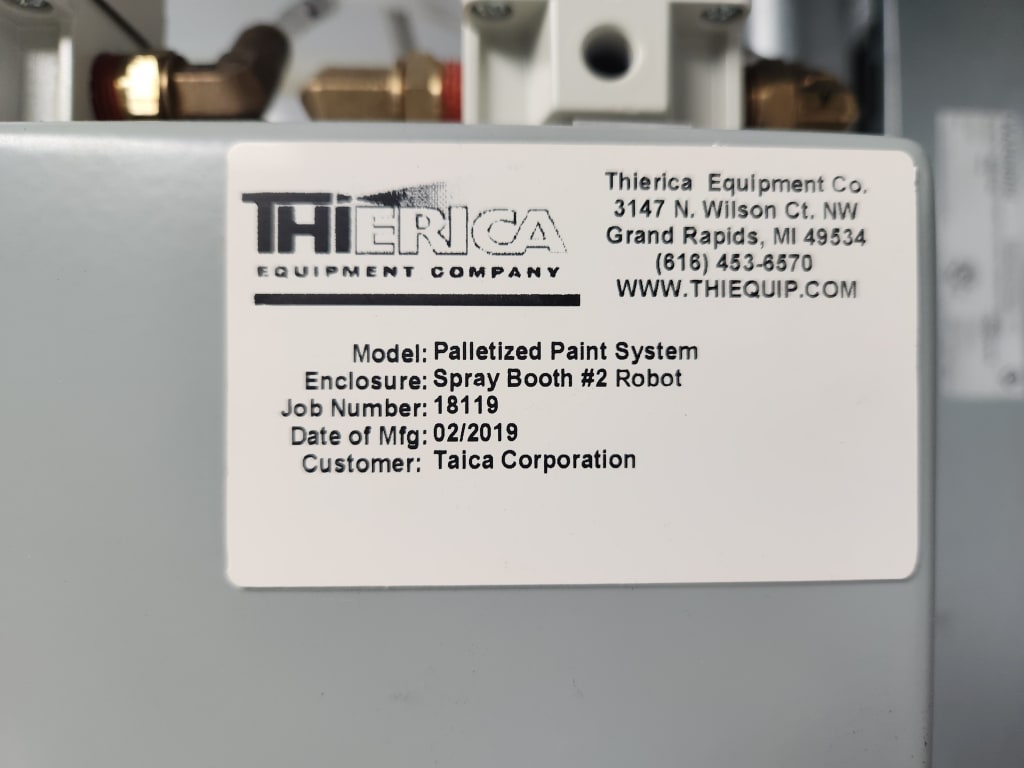 THIERICA
EQUIPMENT COMPANY
Thierica Equipment Co.
3147 N. Wilson Ct. NW
Grand Rapids, MI 49534
(616) 453-6570
WWW.THIEQUIP.COM
Model: Palletized Paint System
Enclosure: Spray Booth #2 Robot
Job Number: 18119
Date of Mfg: 02/2019
Customer: Taica Corporation